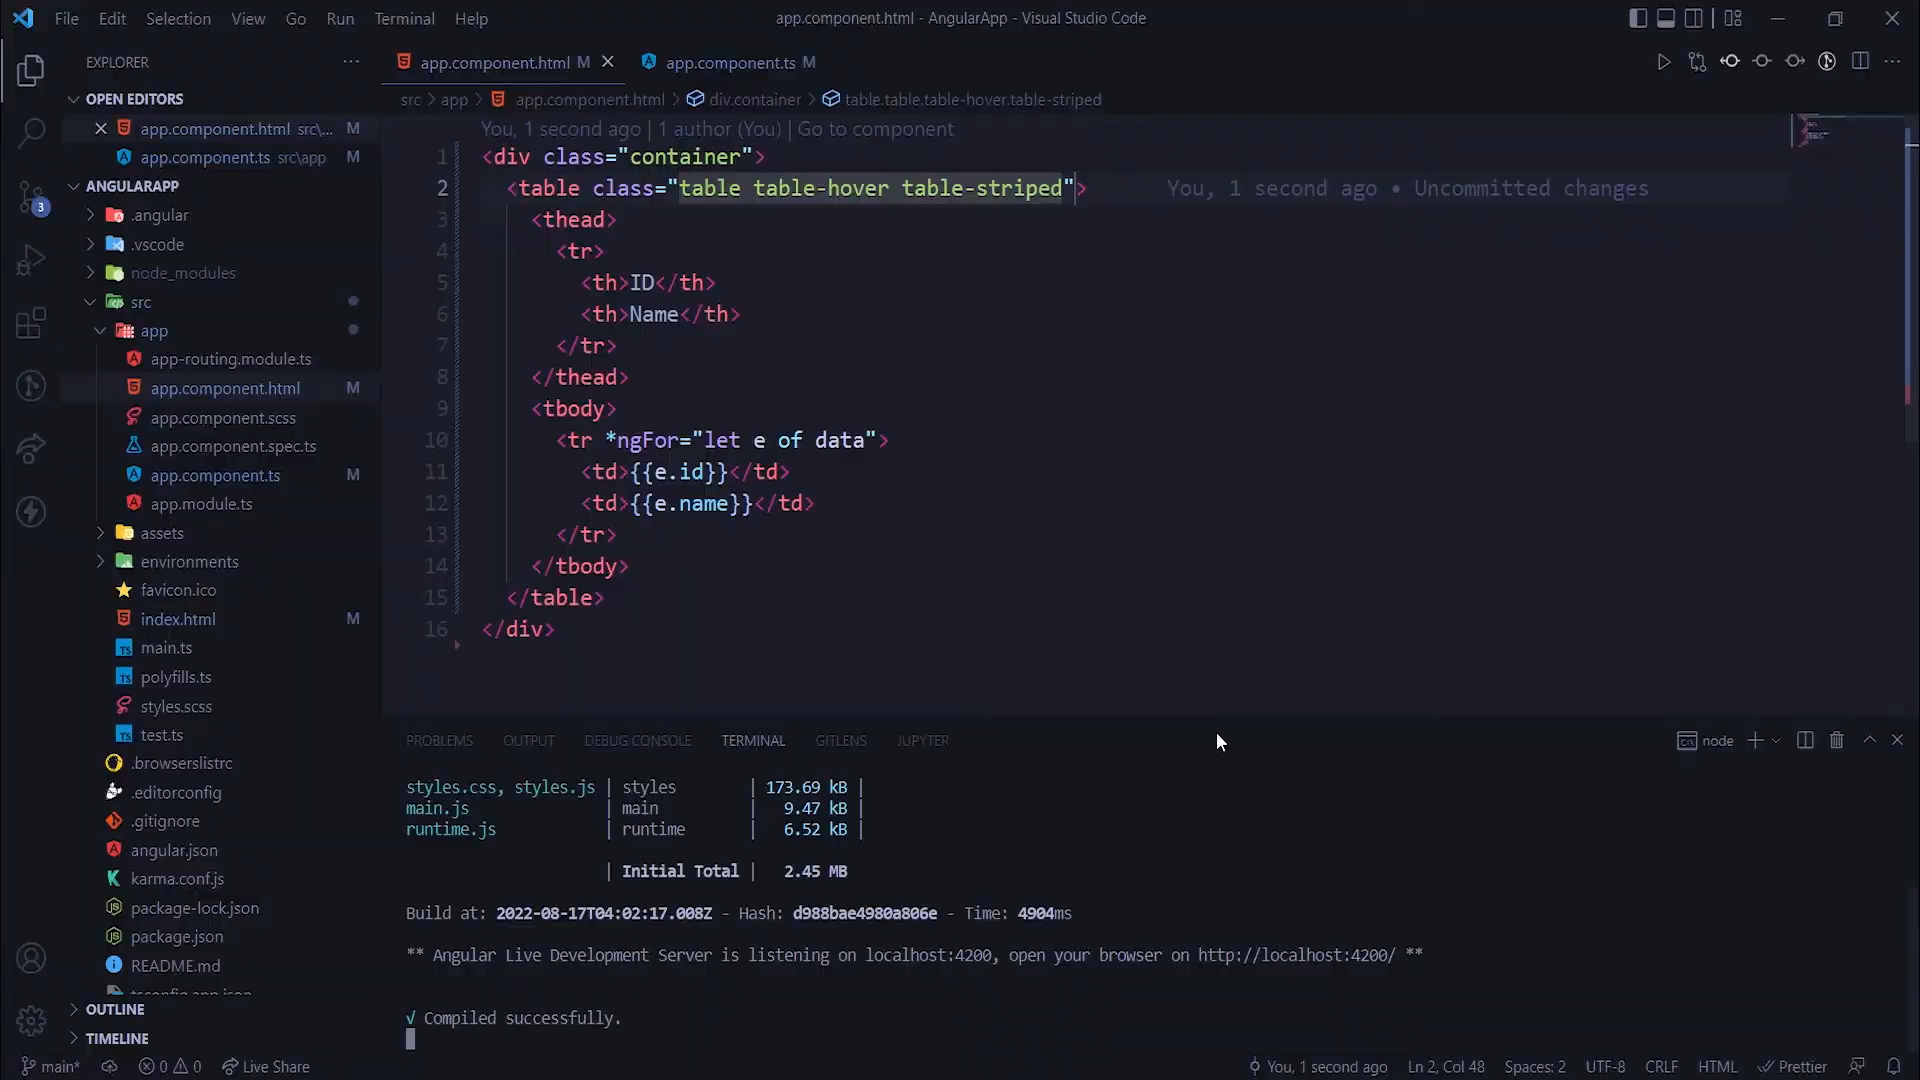 File Edit Selection View Go Run Terminal Help
app.component.html - AngularApp - Visual Studio Code
EXPLORER
OPEN EDITORS
app.component.html src\... M
app.component.ts src\app M
ANGULARAPP
.angular
.vscode
node_modules
src
app
app-routing.module.ts
app.component.html M
app.component.scss
app.component.spec.ts
app.component.ts M
app.module.ts
assets
environments
favicon.ico
index.html M
main.ts
polyfills.ts
styles.scss
test.ts
.browserslistrc
.editorconfig
.gitignore
angular.json
karma.conf.js
package-lock.json
package.json
README.md
tsconfig.app.json
OUTLINE
TIMELINE
3
app.component.html M
app.component.ts M
src > app > app.component.html > div.container > table.table.table-hover.table-striped
You, 1 second ago | 1 author (You) | Go to component
1 <div class="container">
2 <table class="table table-hover table-striped"> You, 1 second ago • Uncommitted changes
3 <thead>
4 <tr>
5 <th>ID</th>
6 <th>Name</th>
7 </tr>
8 </thead>
9 <tbody>
10 <tr *ngFor="let e of data">
11 <td>{{e.id}}</td>
12 <td>{{e.name}}</td>
13 </tr>
14 </tbody>
15 </table>
16 </div>
PROBLEMS OUTPUT DEBUG CONSOLE TERMINAL GITLENS JUPYTER
node
styles.css, styles.js | styles | 173.69 kB |
main.js | main | 9.47 kB |
runtime.js | runtime | 6.52 kB |
| Initial Total | 2.45 MB
Build at: 2022-08-17T04:02:17.008Z - Hash: d988bae4980a806e - Time: 4904ms
** Angular Live Development Server is listening on localhost:4200, open your browser on http://localhost:4200/ **
√ Compiled successfully.
main* 0 0 Live Share
You, 1 second ago Ln 2, Col 48 Spaces: 2 UTF-8 CRLF HTML Prettier